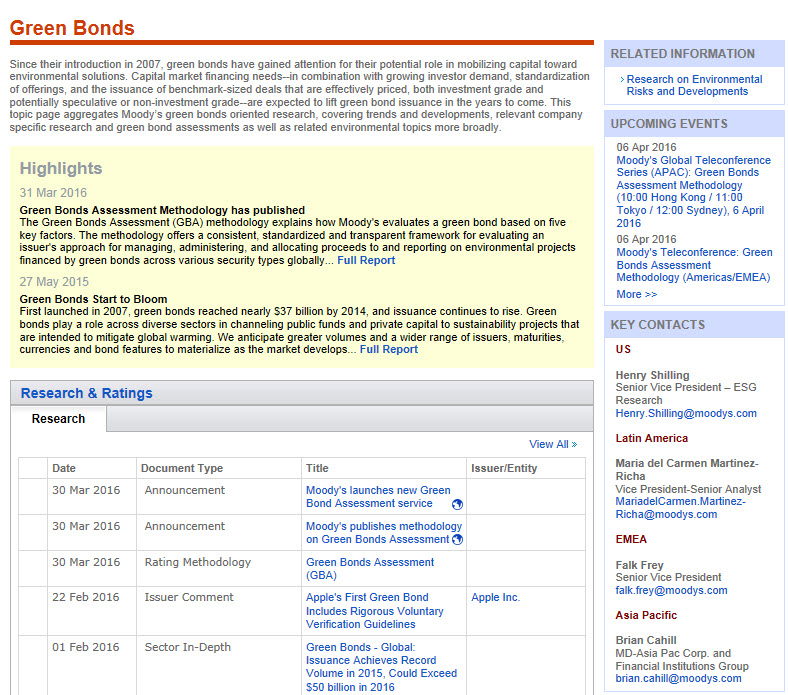 Green Bonds
Since their introduction in 2007, green bonds have gained attention for their potential role in mobilizing capital toward
environmental solutions. Capital market financing needs--in combination with growing investor demand, standardization
of offerings, and the issuance of benchmark-sized deals that are effectively priced, both investment grade and
potentially speculative or non-investment grade--are expected to lift green bond issuance in the years to come. This
topic page aggregates Moody's green bonds oriented research, covering trends and developments, relevant company
specific research and green bond assessments as well as related environmental topics more broadly.
Highlights
31 Mar 2016
Green Bonds Assessment Methodology has published
The Green Bonds Assessment (GBA) methodology explains how Moody's evaluates a green bond based on five
key factors. The methodology offers a consistent, standardized and transparent framework for evaluating an
issuer's approach for managing, administering, and allocating proceeds to and reporting on environmental projects
financed by green bonds across various security types globally... Full Report
27 May 2015
Green Bonds Start to Bloom
First launched in 2007, green bonds reached nearly $37 billion by 2014, and issuance continues to rise. Green
bonds play a role across diverse sectors in channeling public funds and private capital to sustainability projects that
are intended to mitigate global warming. We anticipate greater volumes and a wider range of issuers, maturities,
currencies and bond features to materialize as the market develops... Full Report
Research & Ratings
Research
View All »
Date Document Type Title Issuer/Entity
30 Mar 2016 Announcement Moody's launches new Green
Bond Assessment service
30 Mar 2016 Announcement Moody's publishes methodology
on Green Bonds Assessment
30 Mar 2016 Rating Methodology Green Bonds Assessment
(GBA)
22 Feb 2016 Issuer Comment Apple's First Green Bond Apple Inc.
Includes Rigorous Voluntary
Verification Guidelines
01 Feb 2016 Sector In-Depth Green Bonds - Global:
Issuance Achieves Record
Volume in 2015, Could Exceed
$50 billion in 2016
RELATED INFORMATION
› Research on Environmental
Risks and Developments
UPCOMING EVENTS
06 Apr 2016
Moody's Global Teleconference
Series (APAC): Green Bonds
Assessment Methodology
(10:00 Hong Kong / 11:00
Tokyo / 12:00 Sydney), 6 April
2016
06 Apr 2016
Moody's Teleconference: Green
Bonds Assessment
Methodology (Americas/EMEA)
More >>
KEY CONTACTS
US
Henry Shilling
Senior Vice President – ESG
Research
Henry.Shilling@moodys.com
Latin America
Maria del Carmen Martinez-
Richa
Vice President-Senior Analyst
MariadelCarmen.Martinez-
Richa@moodys.com
EMEA
Falk Frey
Senior Vice President
falk.frey@moodys.com
Asia Pacific
Brian Cahill
MD-Asia Pac Corp. and
Financial Institutions Group
brian.cahill@moodys.com